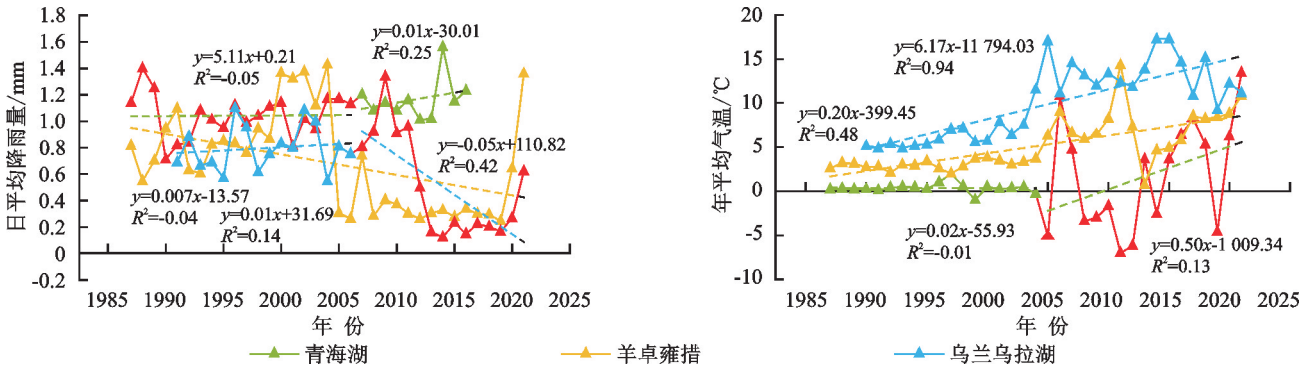 1.8
1.6
1.4
1.2
1.0
0.8
0.6
0.4
0.2
0
-0.2
日平均降雨量/mm
y=5.11x+0.21
R²=-0.05
y=0.01x-30.01
R²=0.25
y=-0.05x+110.82
R²=0.42
y=0.007x-13.57
R²=-0.04
y=0.01x+31.69
R²=0.14
1985 1990 1995 2000 2005 2010 2015 2020 2025
年 份
20
15
10
5
0
-5
-10
年平均气温/℃
y=6.17x-11 794.03
R²=0.94
y=0.20x-399.45
R²=0.48
y=0.02x-55.93
R²=-0.01
y=0.50x-1 009.34
R²=0.13
1985 1990 1995 2000 2005 2010 2015 2020 2025
年 份
青海湖 羊卓雍措 乌兰乌拉湖